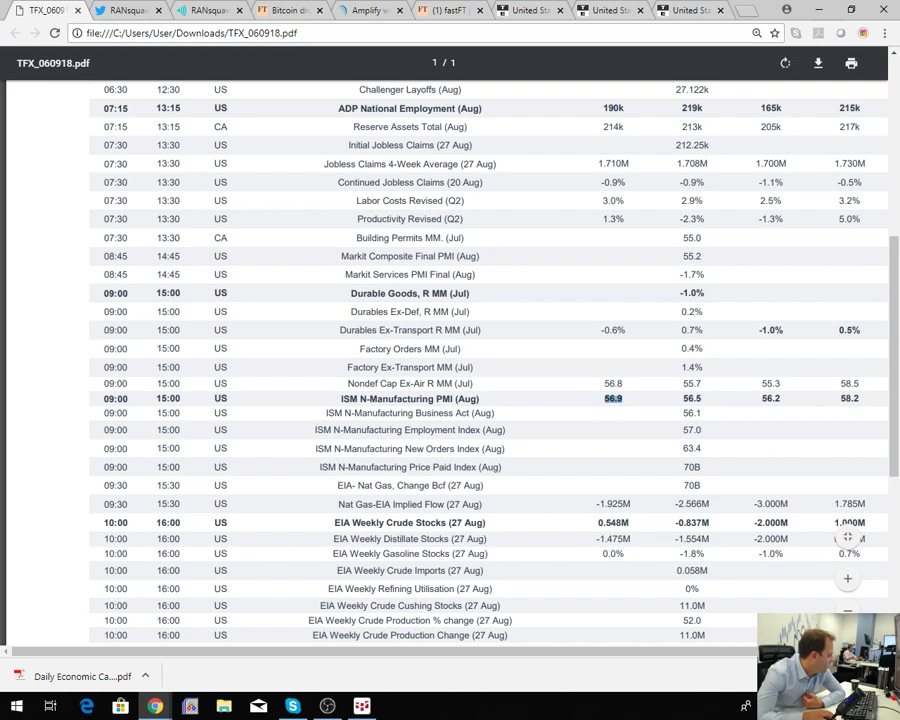 TFX_0609
RANsqua
RANsqu
Bitcoin dr
Amplify w
(1) fastFT
United St
United Sta
United Sta
file:///C:/Users/User/Downloads/TFX_060918.pdf
TFX_060918.pdf 1 / 1
06:30 12:30 US Challenger Layoffs (Aug) 27.122k
07:15 13:15 US ADP National Employment (Aug) 190k 219k 165k 215k
07:15 13:15 CA Reserve Assets Total (Aug) 214k 213k 205k 217k
07:30 13:30 US Initial Jobless Claims (27 Aug) 212.25k
07:30 13:30 US Jobless Claims 4-Week Average (27 Aug) 1.710M 1.708M 1.700M 1.730M
07:30 13:30 US Continued Jobless Claims (20 Aug) -0.9% -0.9% -1.1% -0.5%
07:30 13:30 US Labor Costs Revised (Q2) 3.0% 2.9% 2.5% 3.2%
07:30 13:30 US Productivity Revised (Q2) 1.3% -2.3% -1.3% 5.0%
07:30 13:30 CA Building Permits MM. (Jul) 55.0
08:45 14:45 US Markit Composite Final PMI (Aug) 55.2
08:45 14:45 US Markit Services PMI Final (Aug) -1.7%
09:00 15:00 US Durable Goods, R MM (Jul) -1.0%
09:00 15:00 US Durables Ex-Def, R MM (Jul) 0.2%
09:00 15:00 US Durables Ex-Transport R MM (Jul) -0.6% 0.7% -1.0% 0.5%
09:00 15:00 US Factory Orders MM (Jul) 0.4%
09:00 15:00 US Factory Ex-Transport MM (Jul) 1.4%
09:00 15:00 US Nondef Cap Ex-Air R MM (Jul) 56.8 55.7 55.3 58.5
09:00 15:00 US ISM N-Manufacturing PMI (Aug) 56.9 56.5 56.2 58.2
09:00 15:00 US ISM N-Manufacturing Business Act (Aug) 56.1
09:00 15:00 US ISM N-Manufacturing Employment Index (Aug) 57.0
09:00 15:00 US ISM N-Manufacturing New Orders Index (Aug) 63.4
09:00 15:00 US ISM N-Manufacturing Price Paid Index (Aug) 70B
09:30 15:30 US EIA- Nat Gas, Change Bcf (27 Aug) 70B
09:30 15:30 US Nat Gas-EIA Implied Flow (27 Aug) -1.925M -2.566M -3.000M 1.785M
10:00 16:00 US EIA Weekly Crude Stocks (27 Aug) 0.548M -0.837M -2.000M 1.000M
10:00 16:00 US EIA Weekly Distillate Stocks (27 Aug) -1.475M -1.554M -2.000M
10:00 16:00 US EIA Weekly Gasoline Stocks (27 Aug) 0.0% -1.8% -1.0% 0.7%
10:00 16:00 US EIA Weekly Crude Imports (27 Aug) 0.058M
10:00 16:00 US EIA Weekly Refining Utilisation (27 Aug) 0%
10:00 16:00 US EIA Weekly Crude Cushing Stocks (27 Aug) 11.0M
10:00 16:00 US EIA Weekly Crude Production % change (27 Aug) 52.0
10:00 16:00 US EIA Weekly Crude Production Change (27 Aug) 11.0M
Daily Economic Ca....pdf